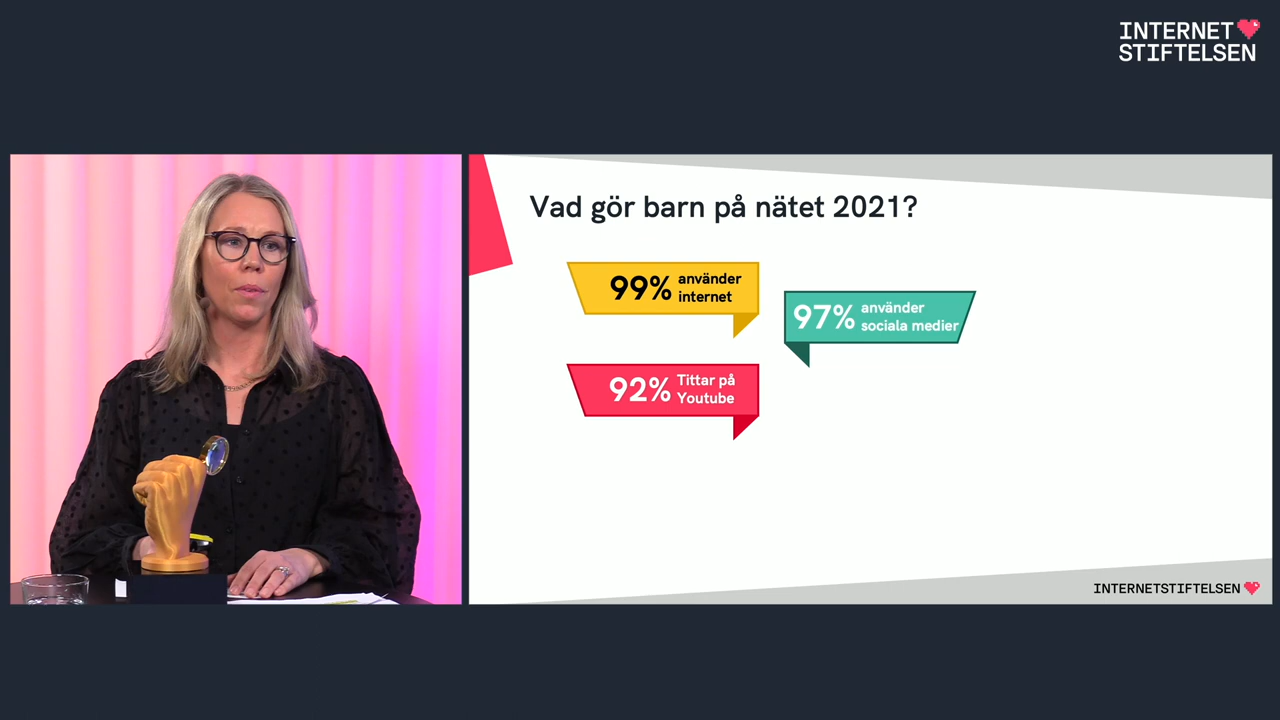 INTERNET
STIFTELSEN
Vad gör barn på nätet 2021?
99% använder
internet
97% använder
sociala medier
92% Tittar på
Youtube
INTERNETSTIFTELSEN